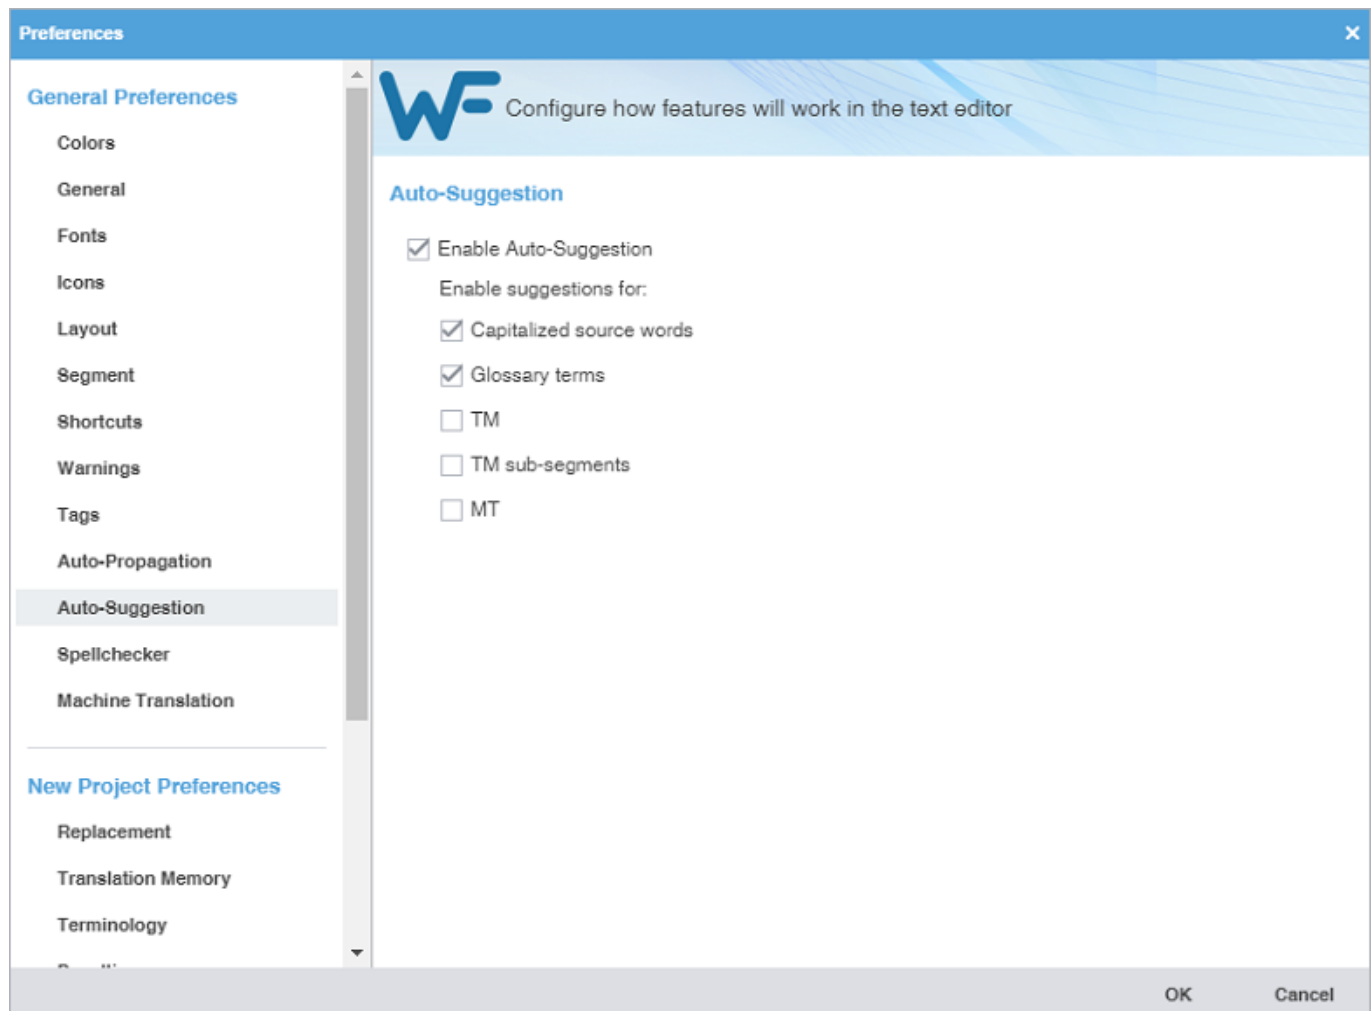 Preferences
General Preferences
Colors
General
Fonts
Icons
Layout
Segment
Shortcuts
Warnings
Tags
Auto-Propagation
Auto-Suggestion
Spellchecker
Machine Translation
New Project Preferences
Replacement
Translation Memory
Terminology
WF
Configure how features will work in the text editor
Auto-Suggestion
Enable Auto-Suggestion
Enable suggestions for:
Capitalized source words
Glossary terms
TM
TM sub-segments
MT
OK Cancel